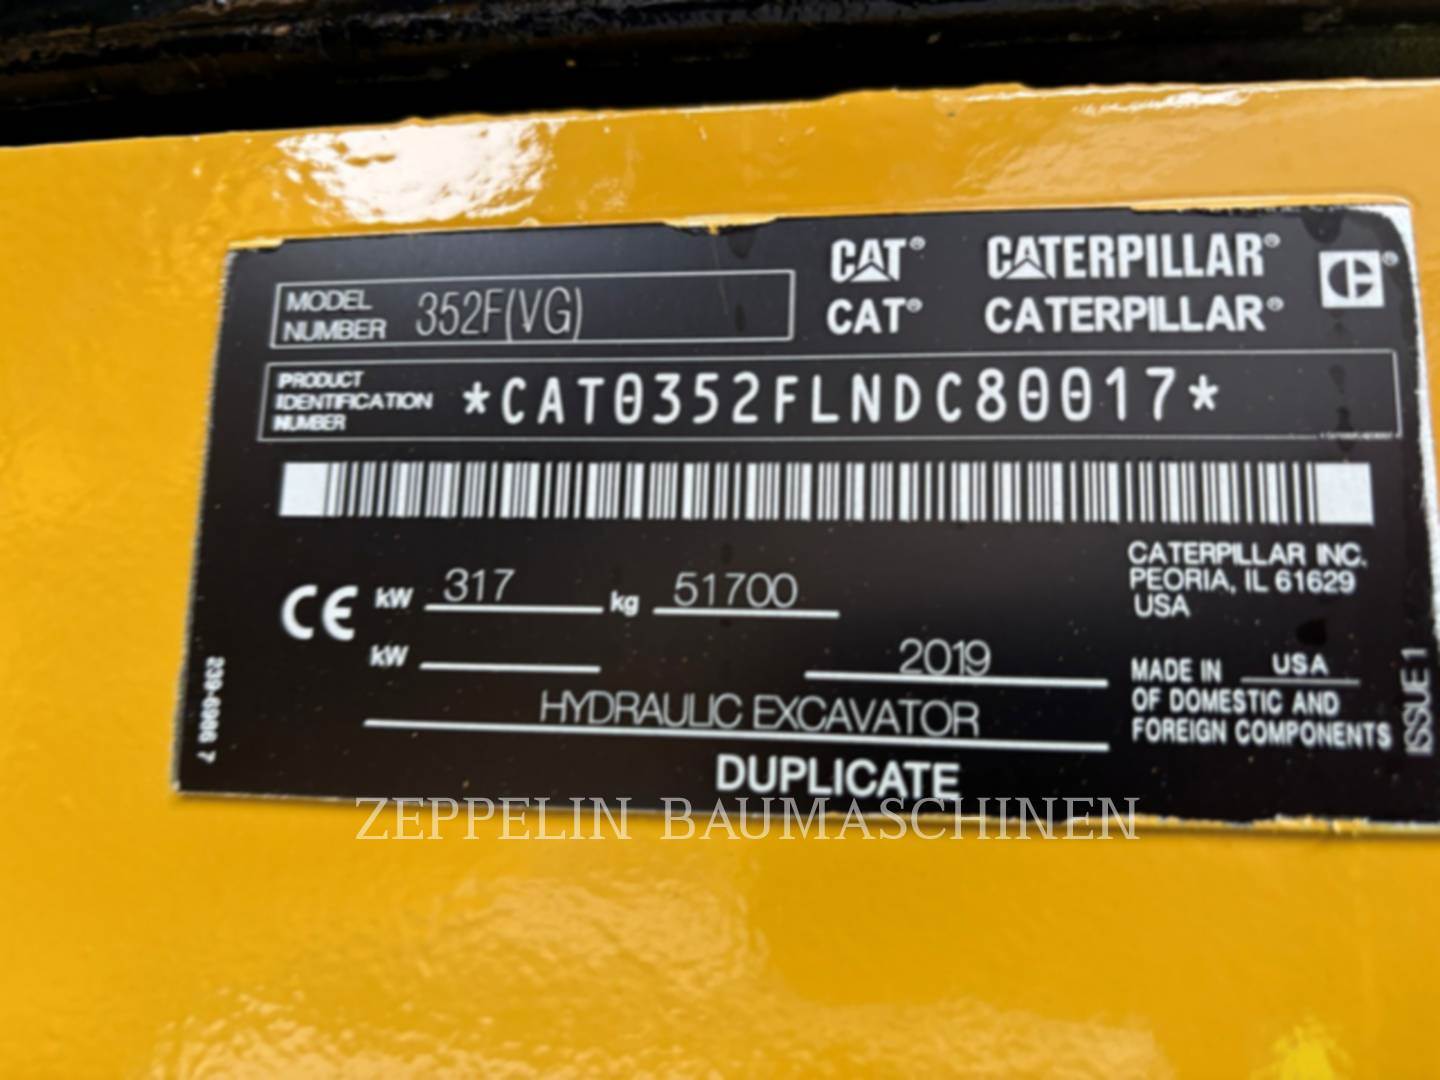 CAT® CATERPILLAR®
MODEL NUMBER 352F(VG)
CAT® CATERPILLAR®
PRODUCT IDENTIFICATION NUMBER *CAT0352FLNDC80017*
CATERPILLAR INC.
PEORIA, IL 61629
USA
CE kW 317 kg 51700
kW 2019
MADE IN USA
OF DOMESTIC AND
FOREIGN COMPONENTS
HYDRAULIC EXCAVATOR
DUPLICATE
ISSUE 1
ZEPPELIN BAUMASCHINEN